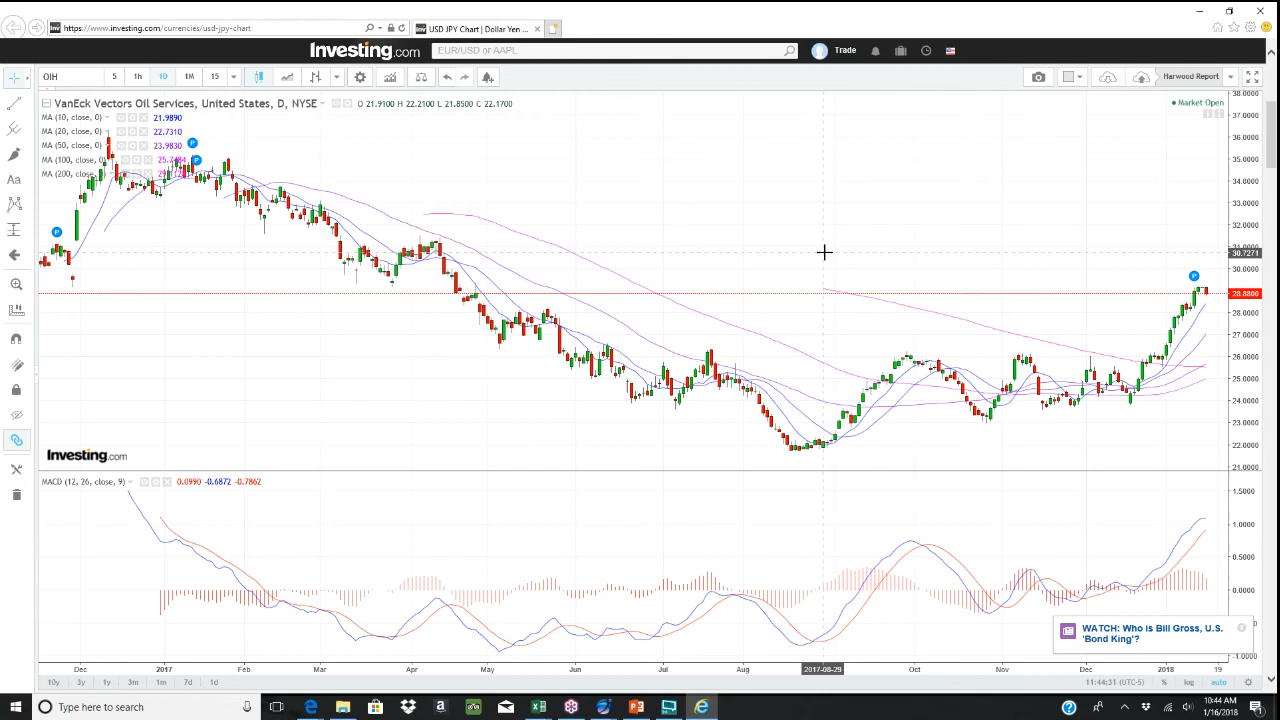 https://www.investing.com/currencies/usd-jpy-chart
USD JPY Chart | Dollar Yen ...
Investing.com
EUR/USD or AAPL
Trade
OIH
5 1h 1D 1M 15
Harwood Report
VanEck Vectors Oil Services, United States, D, NYSE
O 21.9100 H 22.2100 L 21.8500 C 22.1700
Market Open
MA (10, close, 0) 21.9890
MA (20, close, 0) 22.7310
MA (50, close, 0) 23.9830
MA (100, close, 0)
MA (200, close, 0)
P
P
P
P
38.0000
37.0000
36.0000
35.0000
34.0000
33.0000
32.0000
31.0000
30.7271
30.0000
28.8800
28.0000
27.0000
26.0000
25.0000
24.0000
23.0000
22.0000
21.0000
Investing.com
MACD (12, 26, close, 9) 0.0990 -0.6872 -0.7862
1.5000
1.0000
0.5000
0.0000
-1.0000
WATCH: Who is Bill Gross, U.S.
'Bond King'?
Dec 2017 Feb Mar Apr May Jun Jul Aug 2017-08-29 Oct Nov Dec 2018 19
10y 3y 1y 3m 1m 7d 1d
11:44:31 (UTC-5) % log auto
Type here to search
10:44 AM
1/16/2018